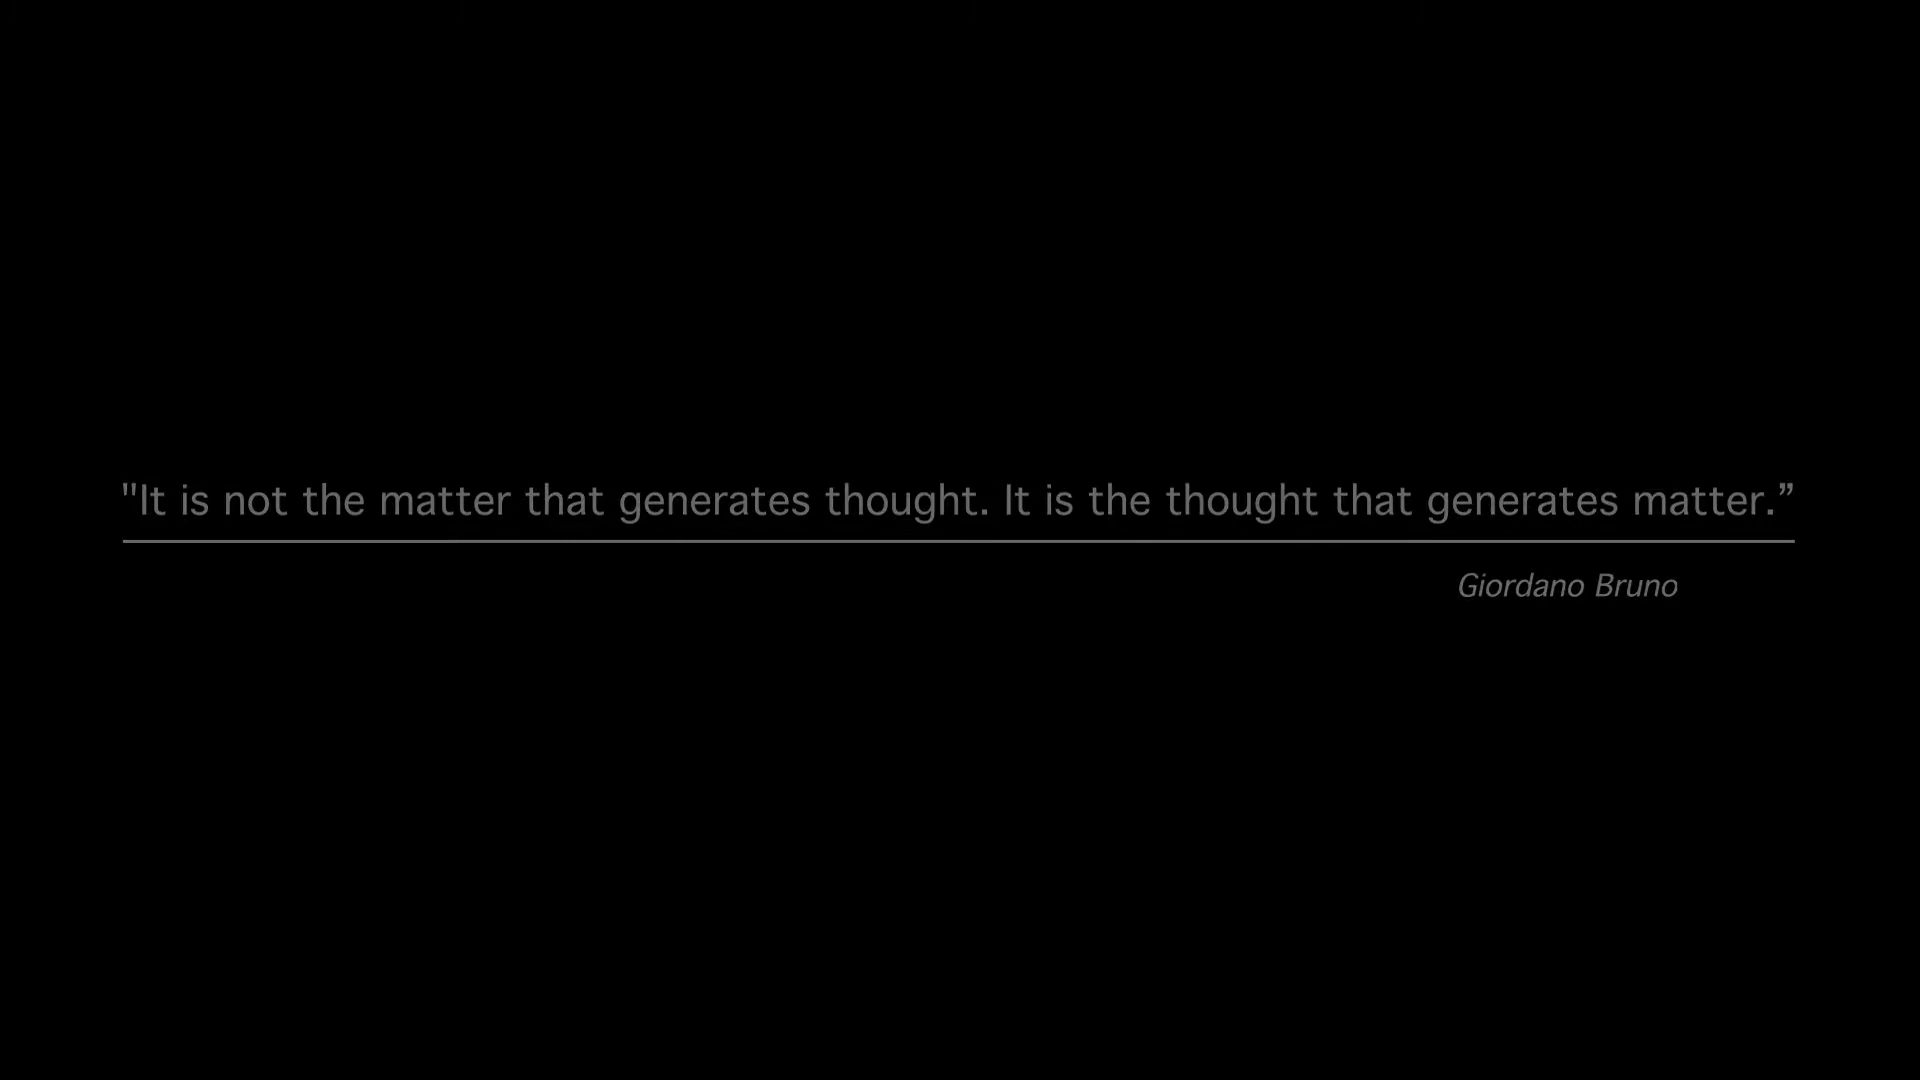 "It is not the matter that generates thought. It is the thought that generates matter.”
Giordano Bruno